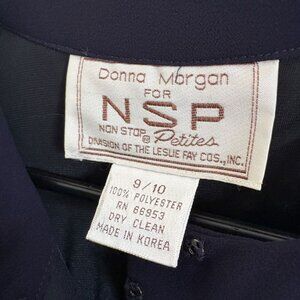 Donna Morgan
FOR
NSP
NON STOP ® Petites
DIVISION OF THE LESLIE FAY COS., INC.
9/10
100% POLYESTER
RN 66953
DRY CLEAN
MADE IN KOREA